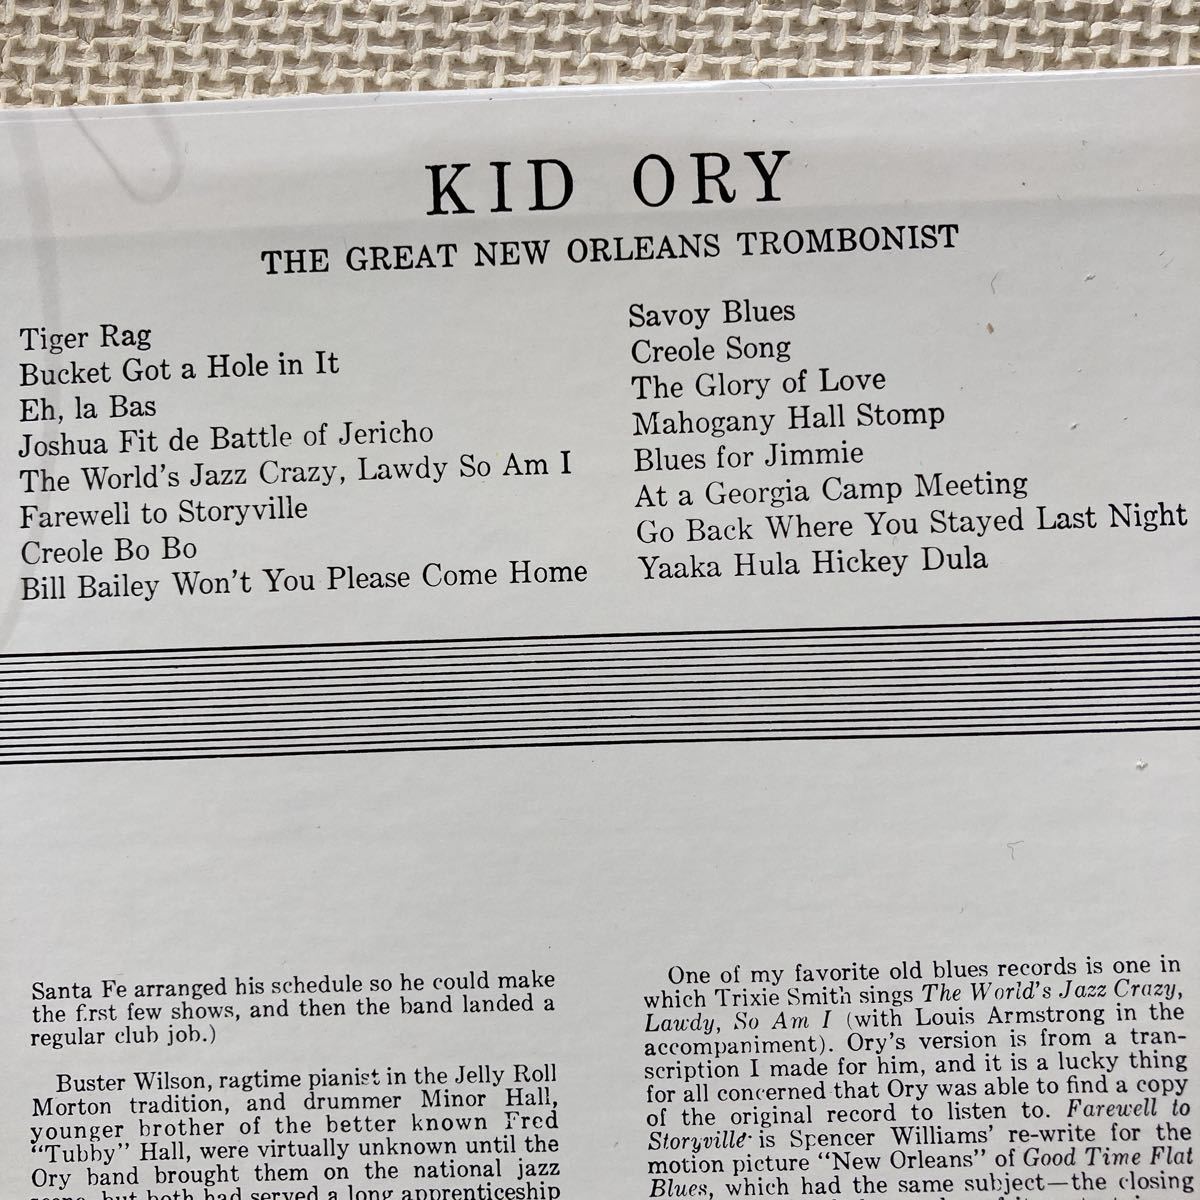 KID ORY
THE GREAT NEW ORLEANS TROMBONIST
Tiger Rag
Bucket Got a Hole in It
Eh, la Bas
Joshua Fit de Battle of Jericho
The World's Jazz Crazy, Lawdy So Am I
Farewell to Storyville
Creole Bo Bo
Bill Bailey Won't You Please Come Home
Savoy Blues
Creole Song
The Glory of Love
Mahogany Hall Stomp
Blues for Jimmie
At a Georgia Camp Meeting
Go Back Where You Stayed Last Night
Yaaka Hula Hickey Dula
Santa Fe arranged his schedule so he could make
the first few shows, and then the band landed a
regular club job.)
Buster Wilson, ragtime pianist in the Jelly Roll
Morton tradition, and drummer Minor Hall,
younger brother of the better known Fred
"Tubby" Hall, were virtually unknown until the
Ory band brought them on the national jazz
scene, but both had served a long apprenticeship
One of my favorite old blues records is one in
which Trixie Smith sings The World's Jazz Crazy,
Lawdy, So Am I (with Louis Armstrong in the
accompaniment). Ory's version is from a tran-
scription I made for him, and it is a lucky thing
for all concerned that Ory was able to find a copy
of the original record to listen to. Farewell to
Storyville is Spencer Williams' re-write for the
motion picture "New Orleans" of Good Time Flat
Blues, which had the same subject—the closing